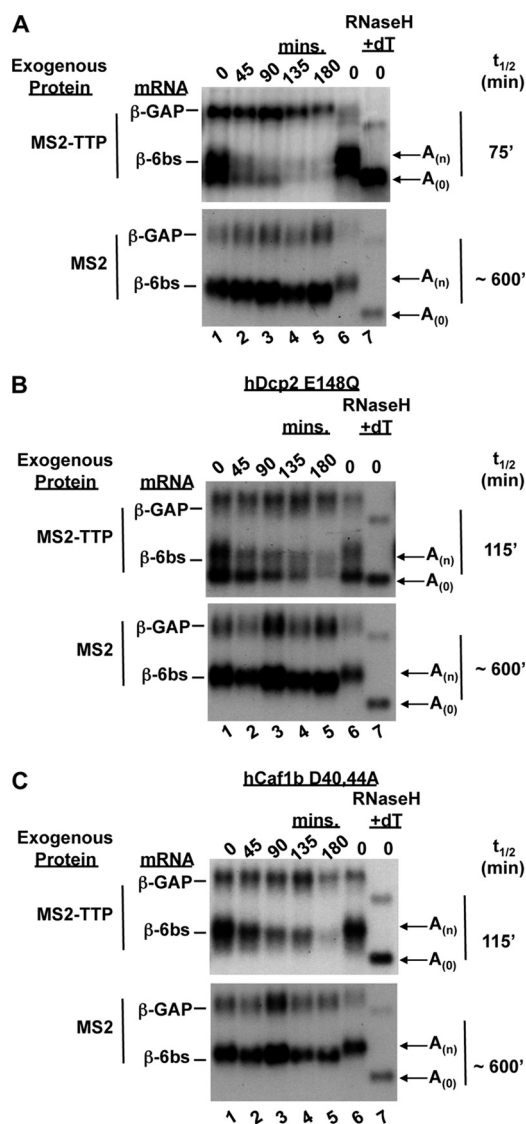 A
RNaseH
mins. +dT
Exogenous Protein mRNA 0 45 90 135 180 0 0 t1/2 (min)
MS2-TTP β-GAP
β-6bs A(n) 75'
A(0)
MS2 β-GAP
β-6bs A(n) ~ 600'
A(0)
1 2 3 4 5 6 7
B
hDcp2 E148Q
RNaseH
mins. +dT
Exogenous Protein mRNA 0 45 90 135 180 0 0 t1/2 (min)
MS2-TTP β-GAP
β-6bs A(n) 115'
A(0)
MS2 β-GAP
β-6bs A(n) ~ 600'
A(0)
1 2 3 4 5 6 7
C
hCaf1b D40,44A
RNaseH
mins. +dT
Exogenous Protein mRNA 0 45 90 135 180 0 0 t1/2 (min)
MS2-TTP β-GAP
β-6bs A(n) 115'
A(0)
MS2 β-GAP
β-6bs A(n) ~ 600'
A(0)
1 2 3 4 5 6 7